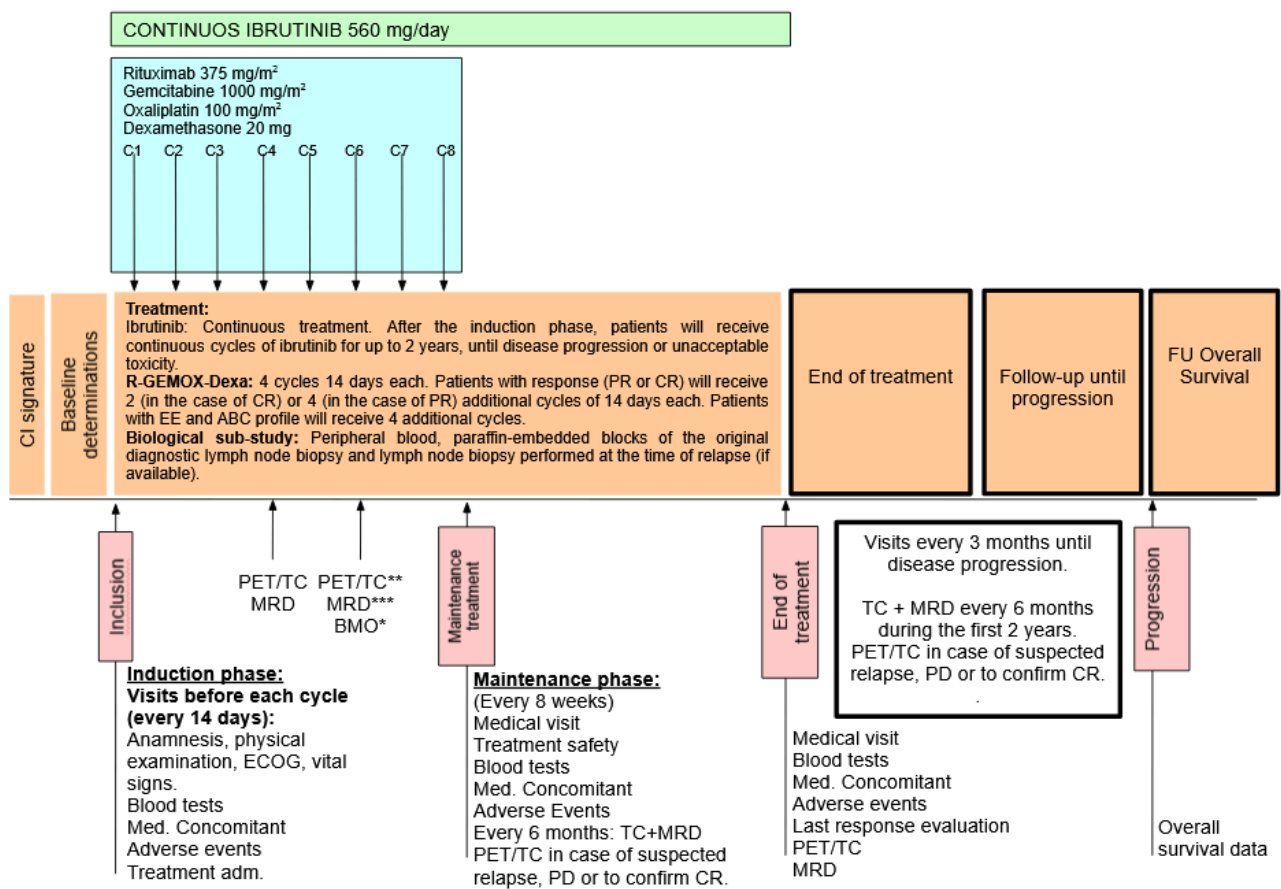 CONTINUOS IBRUTINIB 560 mg/day
Rituximab 375 mg/m²
Gemcitabine 1000 mg/m²
Oxaliplatin 100 mg/m²
Dexamethasone 20 mg
C1 C2 C3 C4 C5 C6 C7 C8
CI signature
Baseline
determinations
Treatment:
Ibrutinib: Continuous treatment. After the induction phase, patients will receive
continuous cycles of ibrutinib for up to 2 years, until disease progression or unacceptable
toxicity.
R-GEMOX-Dexa: 4 cycles 14 days each. Patients with response (PR or CR) will receive
2 (in the case of CR) or 4 (in the case of PR) additional cycles of 14 days each. Patients
with EE and ABC profile will receive 4 additional cycles.
Biological sub-study: Peripheral blood, paraffin-embedded blocks of the original
diagnostic lymph node biopsy and lymph node biopsy performed at the time of relapse (if
available).
End of treatment
Follow-up until
progression
FU Overall
Survival
Inclusion
PET/TC
MRD
PET/TC**
MRD***
BMO*
Maintenance
treatment
End of
treatment
Visits every 3 months until
disease progression.
TC + MRD every 6 months
during the first 2 years.
PET/TC in case of suspected
relapse, PD or to confirm CR.
.
Progression
Induction phase:
Visits before each cycle
(every 14 days):
Anamnesis, physical
examination, ECOG, vital
signs.
Blood tests
Med. Concomitant
Adverse events
Treatment adm.
Maintenance phase:
(Every 8 weeks)
Medical visit
Treatment safety
Blood tests
Med. Concomitant
Adverse Events
Every 6 months: TC+MRD
PET/TC in case of suspected
relapse, PD or to confirm CR.
Medical visit
Blood tests
Med. Concomitant
Adverse events
Last response evaluation
PET/TC
MRD
Overall
survival data